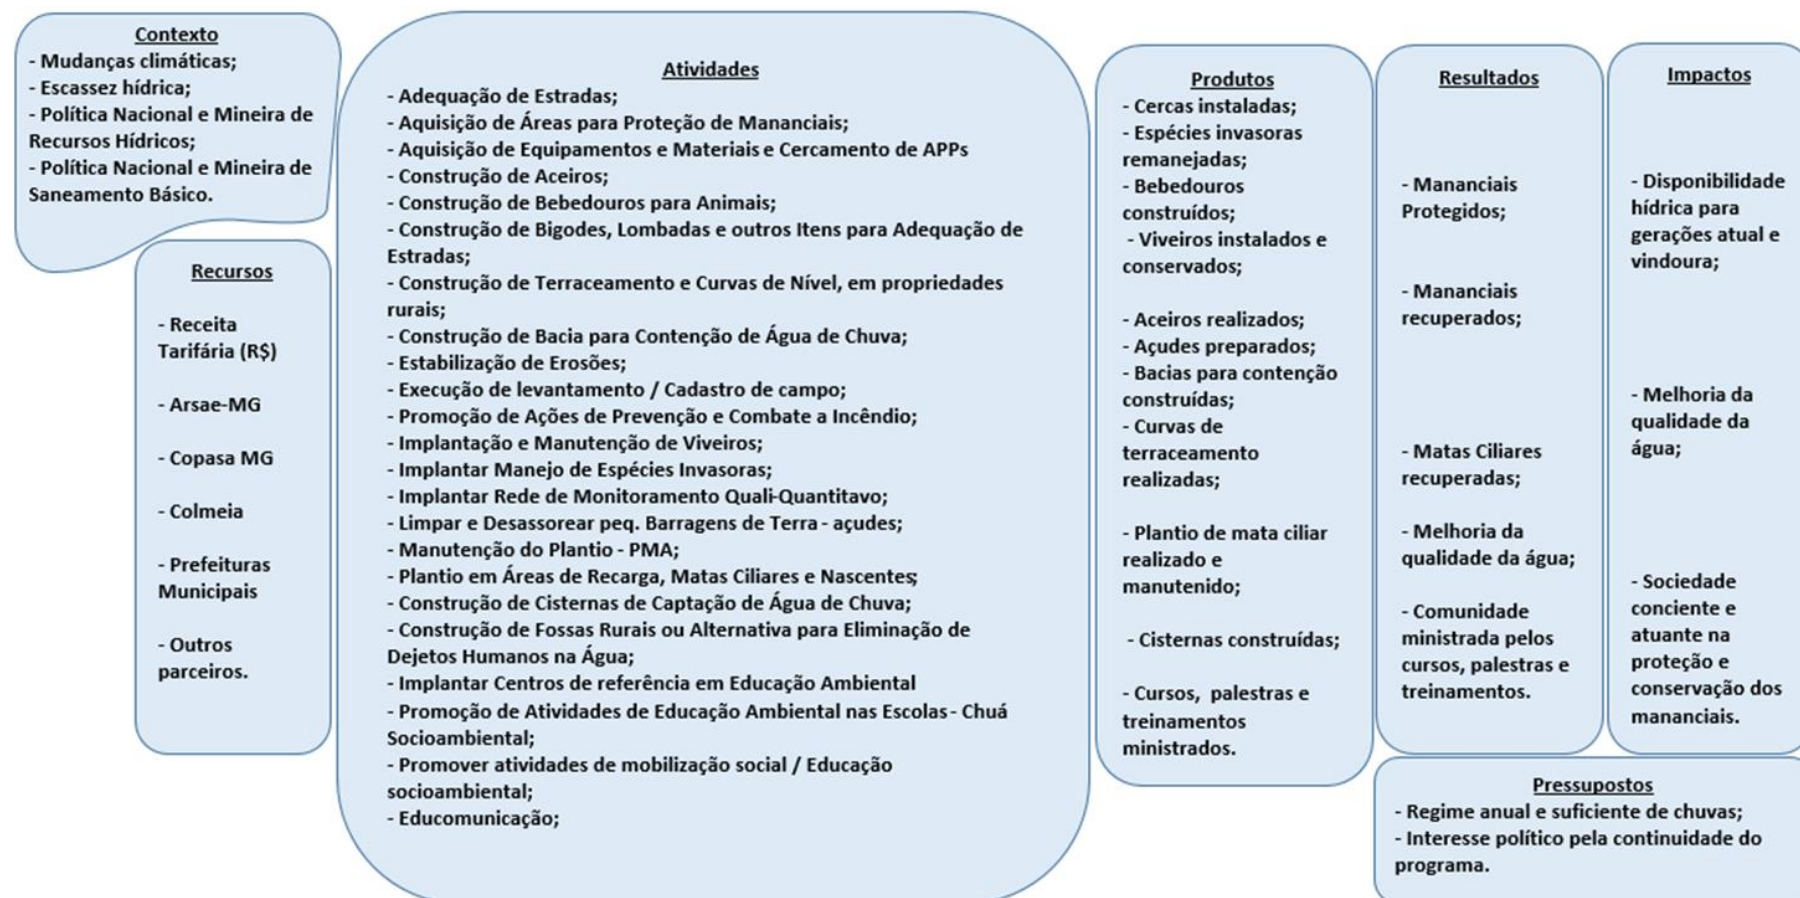 Contexto
- Mudanças climáticas;
- Escassez hídrica;
- Política Nacional e Mineira de
Recursos Hídricos;
- Política Nacional e Mineira de
Saneamento Básico.
Recursos
- Receita
Tarifária (R$)
- Arsae-MG
- Copasa MG
- Colmeia
- Prefeituras
Municipais
- Outros
parceiros.
Atividades
- Adequação de Estradas;
- Aquisição de Áreas para Proteção de Mananciais;
- Aquisição de Equipamentos e Materiais e Cercamento de APPs
- Construção de Aceiros;
- Construção de Bebedouros para Animais;
- Construção de Bigodes, Lombadas e outros Itens para Adequação de
Estradas;
- Construção de Terraceamento e Curvas de Nível, em propriedades
rurais;
- Construção de Bacia para Contenção de Água de Chuva;
- Estabilização de Erosões;
- Execução de levantamento / Cadastro de campo;
- Promoção de Ações de Prevenção e Combate a Incêndio;
- Implantação e Manutenção de Viveiros;
- Implantar Manejo de Espécies Invasoras;
- Implantar Rede de Monitoramento Quali-Quantitavo;
- Limpar e Desassorear peq. Barragens de Terra - açudes;
- Manutenção do Plantio - PMA;
- Plantio em Áreas de Recarga, Matas Ciliares e Nascentes;
- Construção de Cisternas de Captação de Água de Chuva;
- Construção de Fossas Rurais ou Alternativa para Eliminação de
Dejetos Humanos na Água;
- Implantar Centros de referência em Educação Ambiental
- Promoção de Atividades de Educação Ambiental nas Escolas - Chuá
Socioambiental;
- Promover atividades de mobilização social / Educação
socioambiental;
- Educomunicação;
Produtos
- Cercas instaladas;
- Espécies invasoras
remanejadas;
- Bebedouros
construídos;
- Viveiros instalados e
conservados;
- Aceiros realizados;
- Açudes preparados;
- Bacias para contenção
construídas;
- Curvas de
terraceamento
realizadas;
- Plantio de mata ciliar
realizado e
manutenido;
- Cisternas construídas;
- Cursos, palestras e
treinamentos
ministrados.
Resultados
- Mananciais
Protegidos;
- Mananciais
recuperados;
- Matas Ciliares
recuperadas;
- Melhoria da
qualidade da água;
- Comunidade
ministrada pelos
cursos, palestras e
treinamentos.
Impactos
- Disponibilidade
hídrica para
gerações atual e
vindoura;
- Melhoria da
qualidade da
água;
- Sociedade
conciente e
atuante na
proteção e
conservação dos
mananciais.
Pressupostos
- Regime anual e suficiente de chuvas;
- Interesse político pela continuidade do
programa.